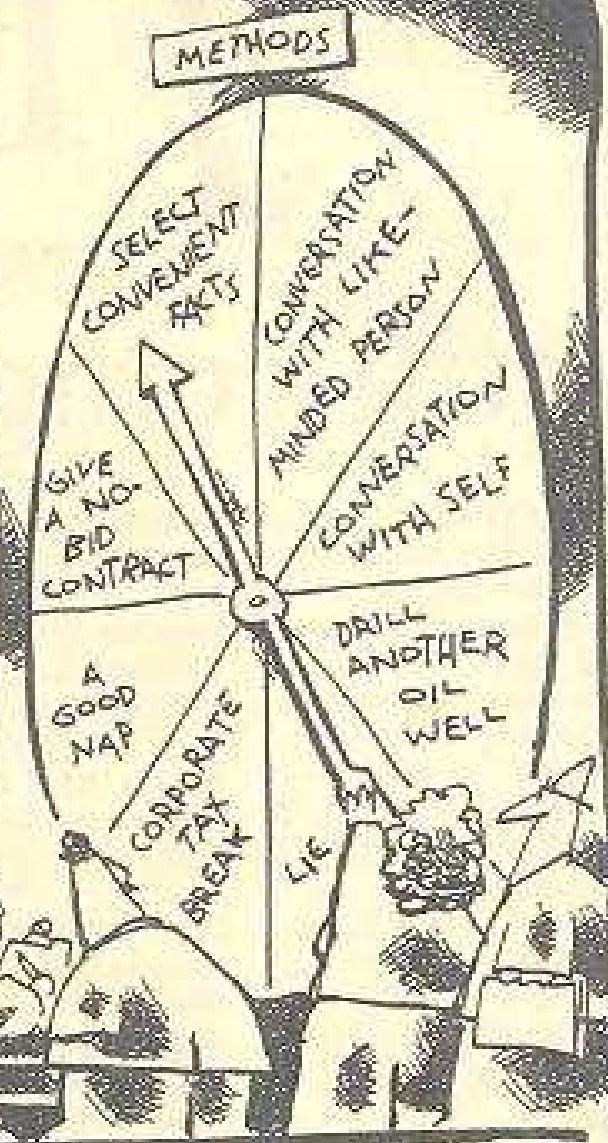 METHODS
SELECT
CONVENIENT
FACTS
CONVERSATION
WITH LIKE-
MINDED PERSON
CONVERSATION
WITH SELF
DRILL
ANOTHER
OIL
WELL
LIE
CORPORATE
TAX
BREAK
A
GOOD
NAP
GIVE
A NO-
BID
CONTRACT